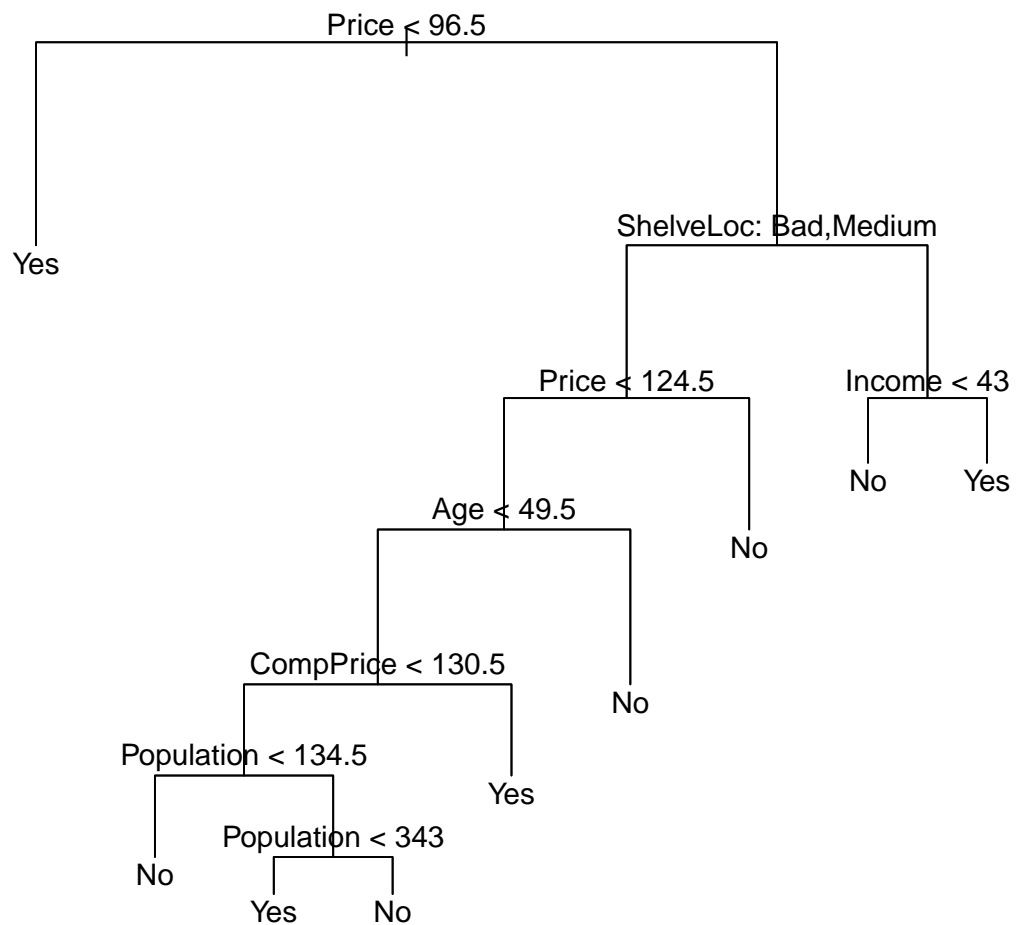 Price < 96.5
ShelveLoc: Bad,Medium
Yes
Price < 124.5
Income < 43
No
Yes
Age < 49.5
No
CompPrice < 130.5
No
Population < 134.5
Yes
Population < 343
No
Yes
No